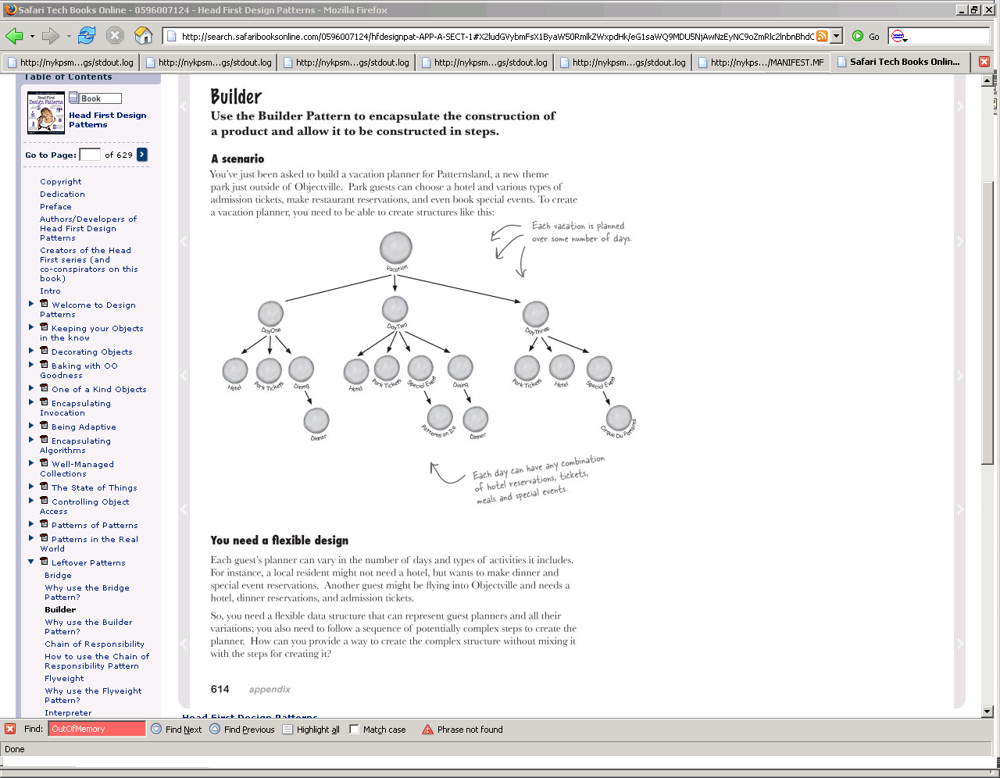 Safari Tech Books Online - 0596007124 - Head First Design Patterns - Mozilla Firefox
http://search.safaribooksonline.com/0596007124/hfdesignpat-APP-A-SECT-1#X2ludGVybmFsX1ByaW50RmlkZWxpdHk/eG1saWQ9MDU5NjAwNzEyNC9oZmRlc2lnbnBhdC
Go
http://nykpsm...gs/stdout.log
http://nykpsm...gs/stdout.log
http://nykpsm...gs/stdout.log
http://nykpsm...gs/stdout.log
http://nykpsm...gs/stdout.log
http://nykps.../MANIFEST.MF
Safari Tech Books Onlin...
Table of Contents
Book
Head First Design
Patterns
Go to Page:
of 629
Copyright
Dedication
Preface
Authors/Developers of
Head First Design
Patterns
Creators of the Head
First series (and
co-conspirators on this
book)
Intro
Welcome to Design
Patterns
Keeping your Objects
in the know
Decorating Objects
Baking with OO
Goodness
One of a Kind Objects
Encapsulating
Invocation
Being Adaptive
Encapsulating
Algorithms
Well-Managed
Collections
The State of Things
Controlling Object
Access
Patterns of Patterns
Patterns in the Real
World
Leftover Patterns
Bridge
Why use the Bridge
Pattern?
Builder
Why use the Builder
Pattern?
Chain of Responsibility
How to use the Chain of
Responsibility Pattern
Flyweight
Why use the Flyweight
Pattern?
Interpreter
Builder
Use the Builder Pattern to encapsulate the construction of
a product and allow it to be constructed in steps.
A scenario
You've just been asked to build a vacation planner for Patternsland, a new theme
park just outside of Objectville. Park guests can choose a hotel and various types of
admission tickets, make restaurant reservations, and even book special events. To create
a vacation planner, you need to be able to create structures like this:
Each vacation is planned
over some number of days.
Vacation
DayOne
DayTwo
DayThree
Hotel
Park Tickets
Dining
Hotel
Park Tickets
Special Event
Dining
Park Tickets
Hotel
Special Event
Dinner
Patterns on Ice
Dinner
Cirque Du Patterns
Each day can have any combination
of hotel reservations, tickets,
meals and special events.
You need a flexible design
Each guest's planner can vary in the number of days and types of activities it includes.
For instance, a local resident might not need a hotel, but wants to make dinner and
special event reservations. Another guest might be flying into Objectville and needs a
hotel, dinner reservations, and admission tickets.
So, you need a flexible data structure that can represent guest planners and all their
variations; you also need to follow a sequence of potentially complex steps to create the
planner. How can you provide a way to create the complex structure without mixing it
with the steps for creating it?
614 appendix
Head First Design Patterns
Find:
OutOfMemory
Find Next
Find Previous
Highlight all
Match case
Phrase not found
Done